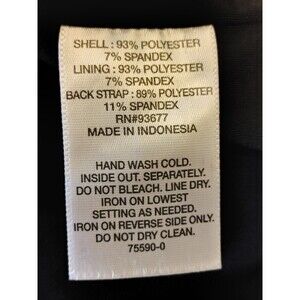 SHELL : 93% POLYESTER
7% SPANDEX
LINING : 93% POLYESTER
7% SPANDEX
BACK STRAP : 89% POLYESTER
11% SPANDEX
RN#93677
MADE IN INDONESIA
HAND WASH COLD.
INSIDE OUT. SEPARATELY.
DO NOT BLEACH. LINE DRY.
IRON ON LOWEST
SETTING AS NEEDED.
IRON ON REVERSE SIDE ONLY.
DO NOT DRY CLEAN.
75590-0